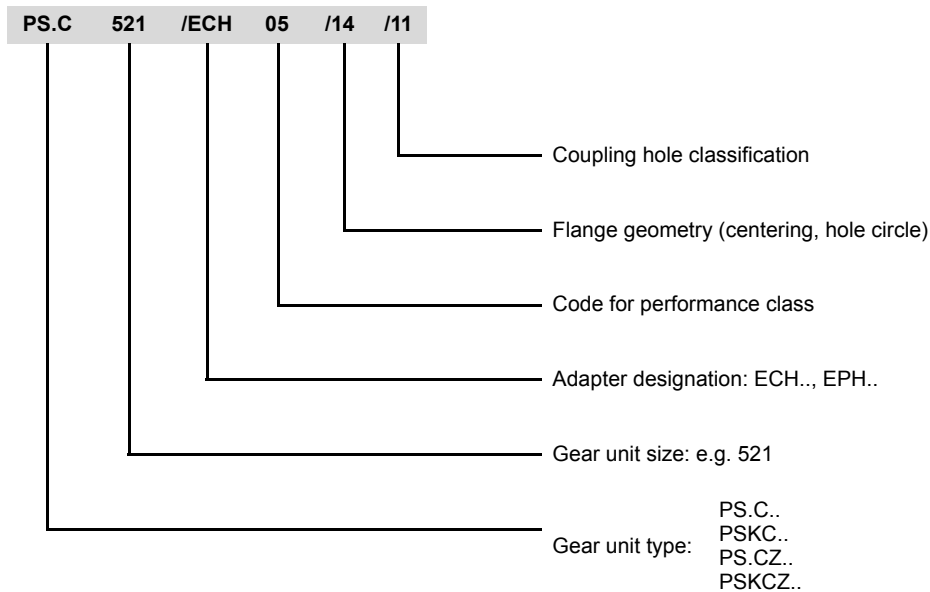 PS.C 521 /ECH 05 /14 /11
Coupling hole classification
Flange geometry (centering, hole circle)
Code for performance class
Adapter designation: ECH.., EPH..
Gear unit size: e.g. 521
Gear unit type:
PS.C..
PSKC..
PS.CZ..
PSKCZ..